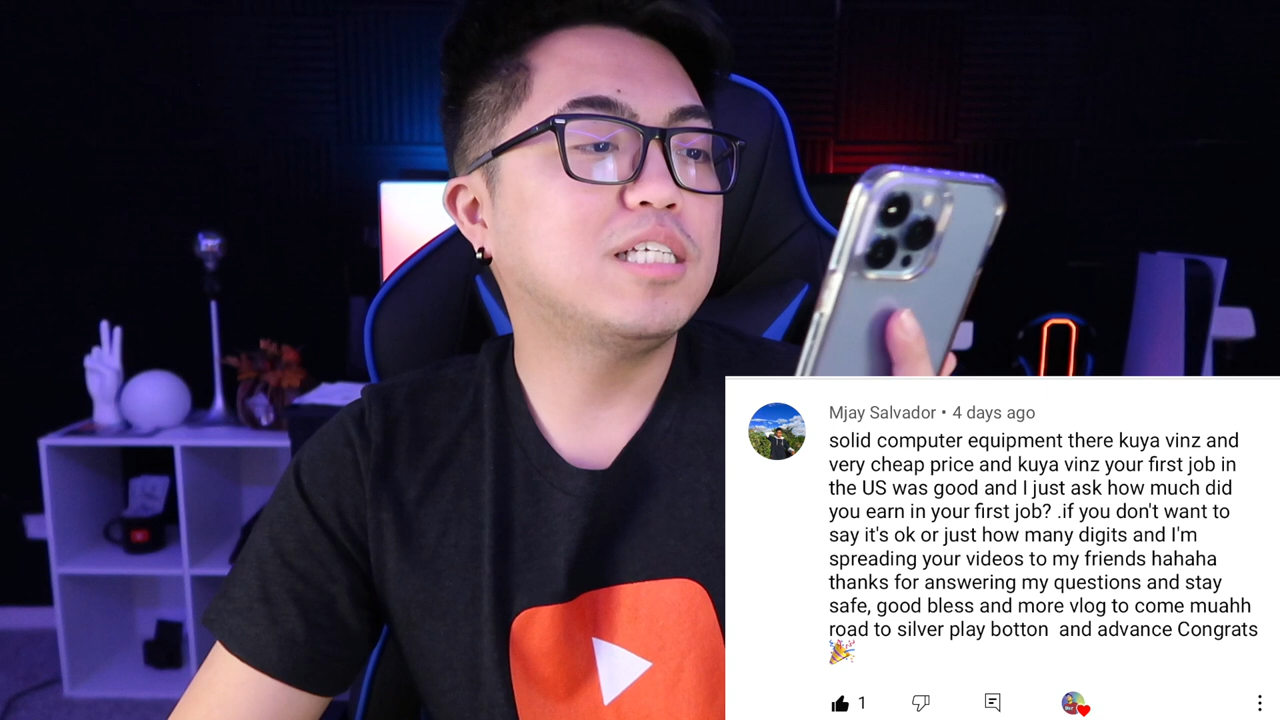 Mjay Salvador • 4 days ago
solid computer equipment there kuya vinz and
very cheap price and kuya vinz your first job in
the US was good and I just ask how much did
you earn in your first job? .if you don't want to
say it's ok or just how many digits and I'm
spreading your videos to my friends hahaha
thanks for answering my questions and stay
safe, good bless and more vlog to come muahh
road to silver play botton  and advance Congrats
🎉
1